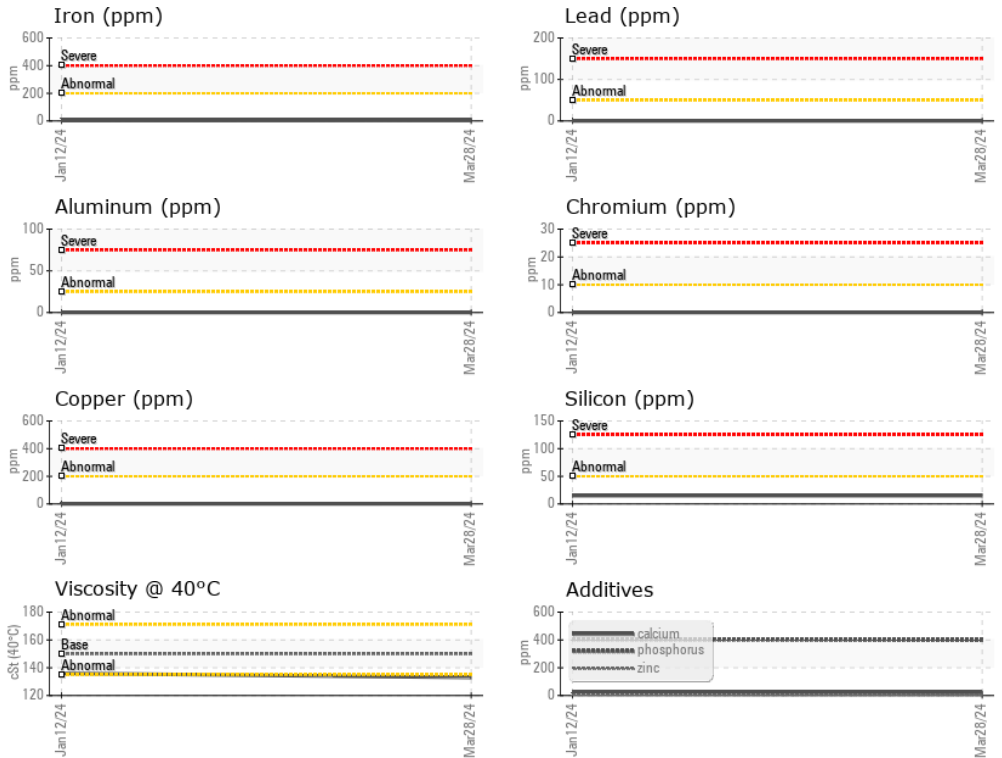 Iron (ppm)
600
400
200
0
ppm
Severe
Abnormal
Jan12/24
Mar28/24
Lead (ppm)
200
100
0
ppm
Severe
Abnormal
Jan12/24
Mar28/24
Aluminum (ppm)
100
50
0
ppm
Severe
Abnormal
Jan12/24
Mar28/24
Chromium (ppm)
30
20
10
0
ppm
Severe
Abnormal
Jan12/24
Mar28/24
Copper (ppm)
600
400
200
0
ppm
Severe
Abnormal
Jan12/24
Mar28/24
Silicon (ppm)
150
100
50
0
ppm
Severe
Abnormal
Jan12/24
Mar28/24
Viscosity @ 40°C
180
160
140
120
cSt (40°C)
Abnormal
Base
Abnormal
Jan12/24
Mar28/24
Additives
600
400
200
0
ppm
calcium
phosphorus
zinc
Jan12/24
Mar28/24